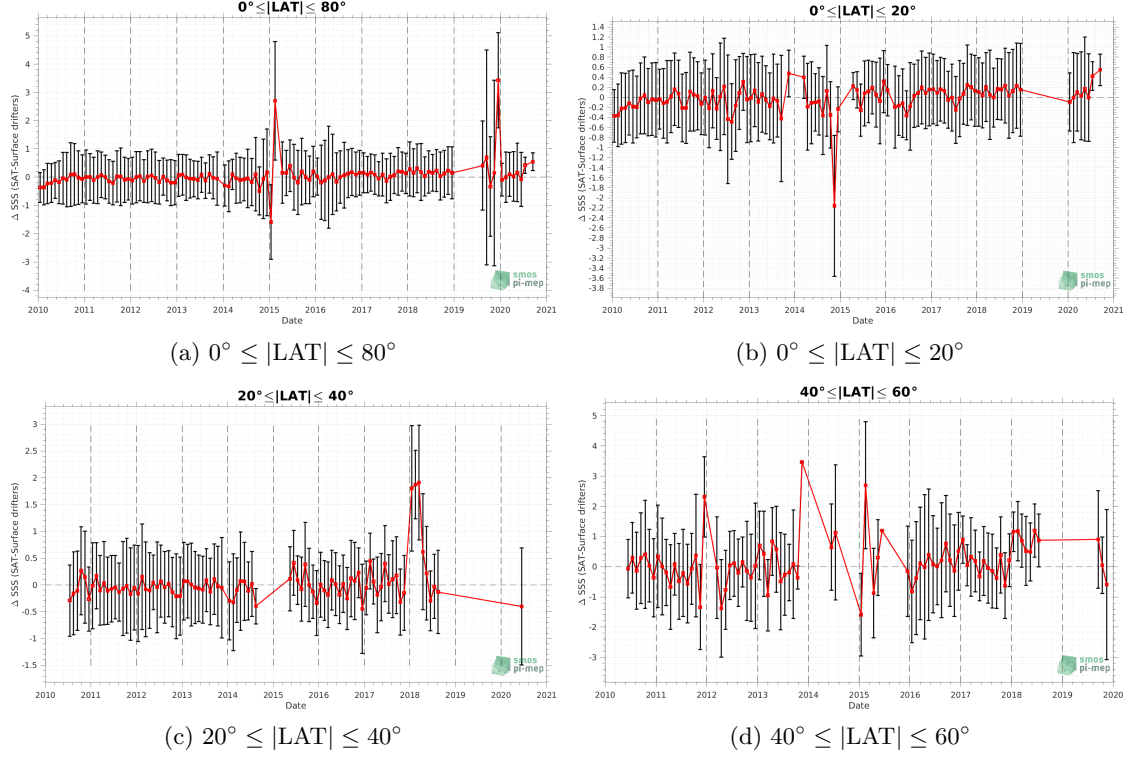 0°≤|LAT|≤ 80°
Δ SSS (SAT-Surface drifters)
5
4
3
2
1
0
-1
-2
-3
-4
2010 2011 2012 2013 2014 2015 2016 2017 2018 2019 2020 2021
Date
smos
pi-mep
(a) 0° ≤ |LAT| ≤ 80°
0°≤|LAT|≤ 20°
Δ SSS (SAT-Surface drifters)
1.4
1.2
1
0.8
0.6
0.4
0.2
0
-0.2
-0.4
-0.6
-0.8
-1
-1.2
-1.4
-1.6
-1.8
-2
-2.2
-2.4
-2.6
-2.8
-3
-3.2
-3.4
-3.6
-3.8
2010 2011 2012 2013 2014 2015 2016 2017 2018 2019 2020 2021
Date
smos
pi-mep
(b) 0° ≤ |LAT| ≤ 20°
20°≤|LAT|≤ 40°
Δ SSS (SAT-Surface drifters)
3
2.5
2
1.5
1
0.5
0
-0.5
-1
-1.5
2010 2011 2012 2013 2014 2015 2016 2017 2018 2019 2020 2021
Date
smos
pi-mep
(c) 20° ≤ |LAT| ≤ 40°
40°≤|LAT|≤ 60°
Δ SSS (SAT-Surface drifters)
5
4
3
2
1
0
-1
-2
-3
2010 2011 2012 2013 2014 2015 2016 2017 2018 2019 2020
Date
smos
pi-mep
(d) 40° ≤ |LAT| ≤ 60°